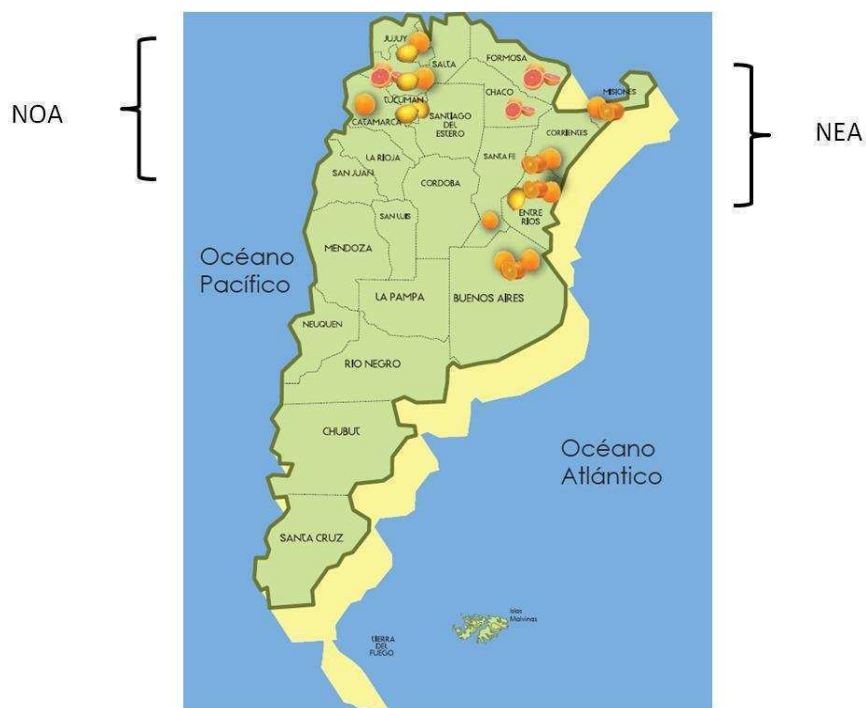 NOA
NEA
JUJUY
SALTA
FORMOSA
CHACO
MISIONES
TUCUMAN
CATAMARCA
SANTIAGO
DEL
ESTERO
CORRIENTES
LA RIOJA
SANTA FE
SAN JUAN
CORDOBA
ENTRE
RIOS
SAN LUIS
MENDOZA
Océano
Pacífico
LA PAMPA
BUENOS AIRES
NEUQUEN
RIO NEGRO
CHUBUT
Océano
Atlántico
SANTA CRUZ
Islas
Malvinas
TIERRA
DEL
FUEGO